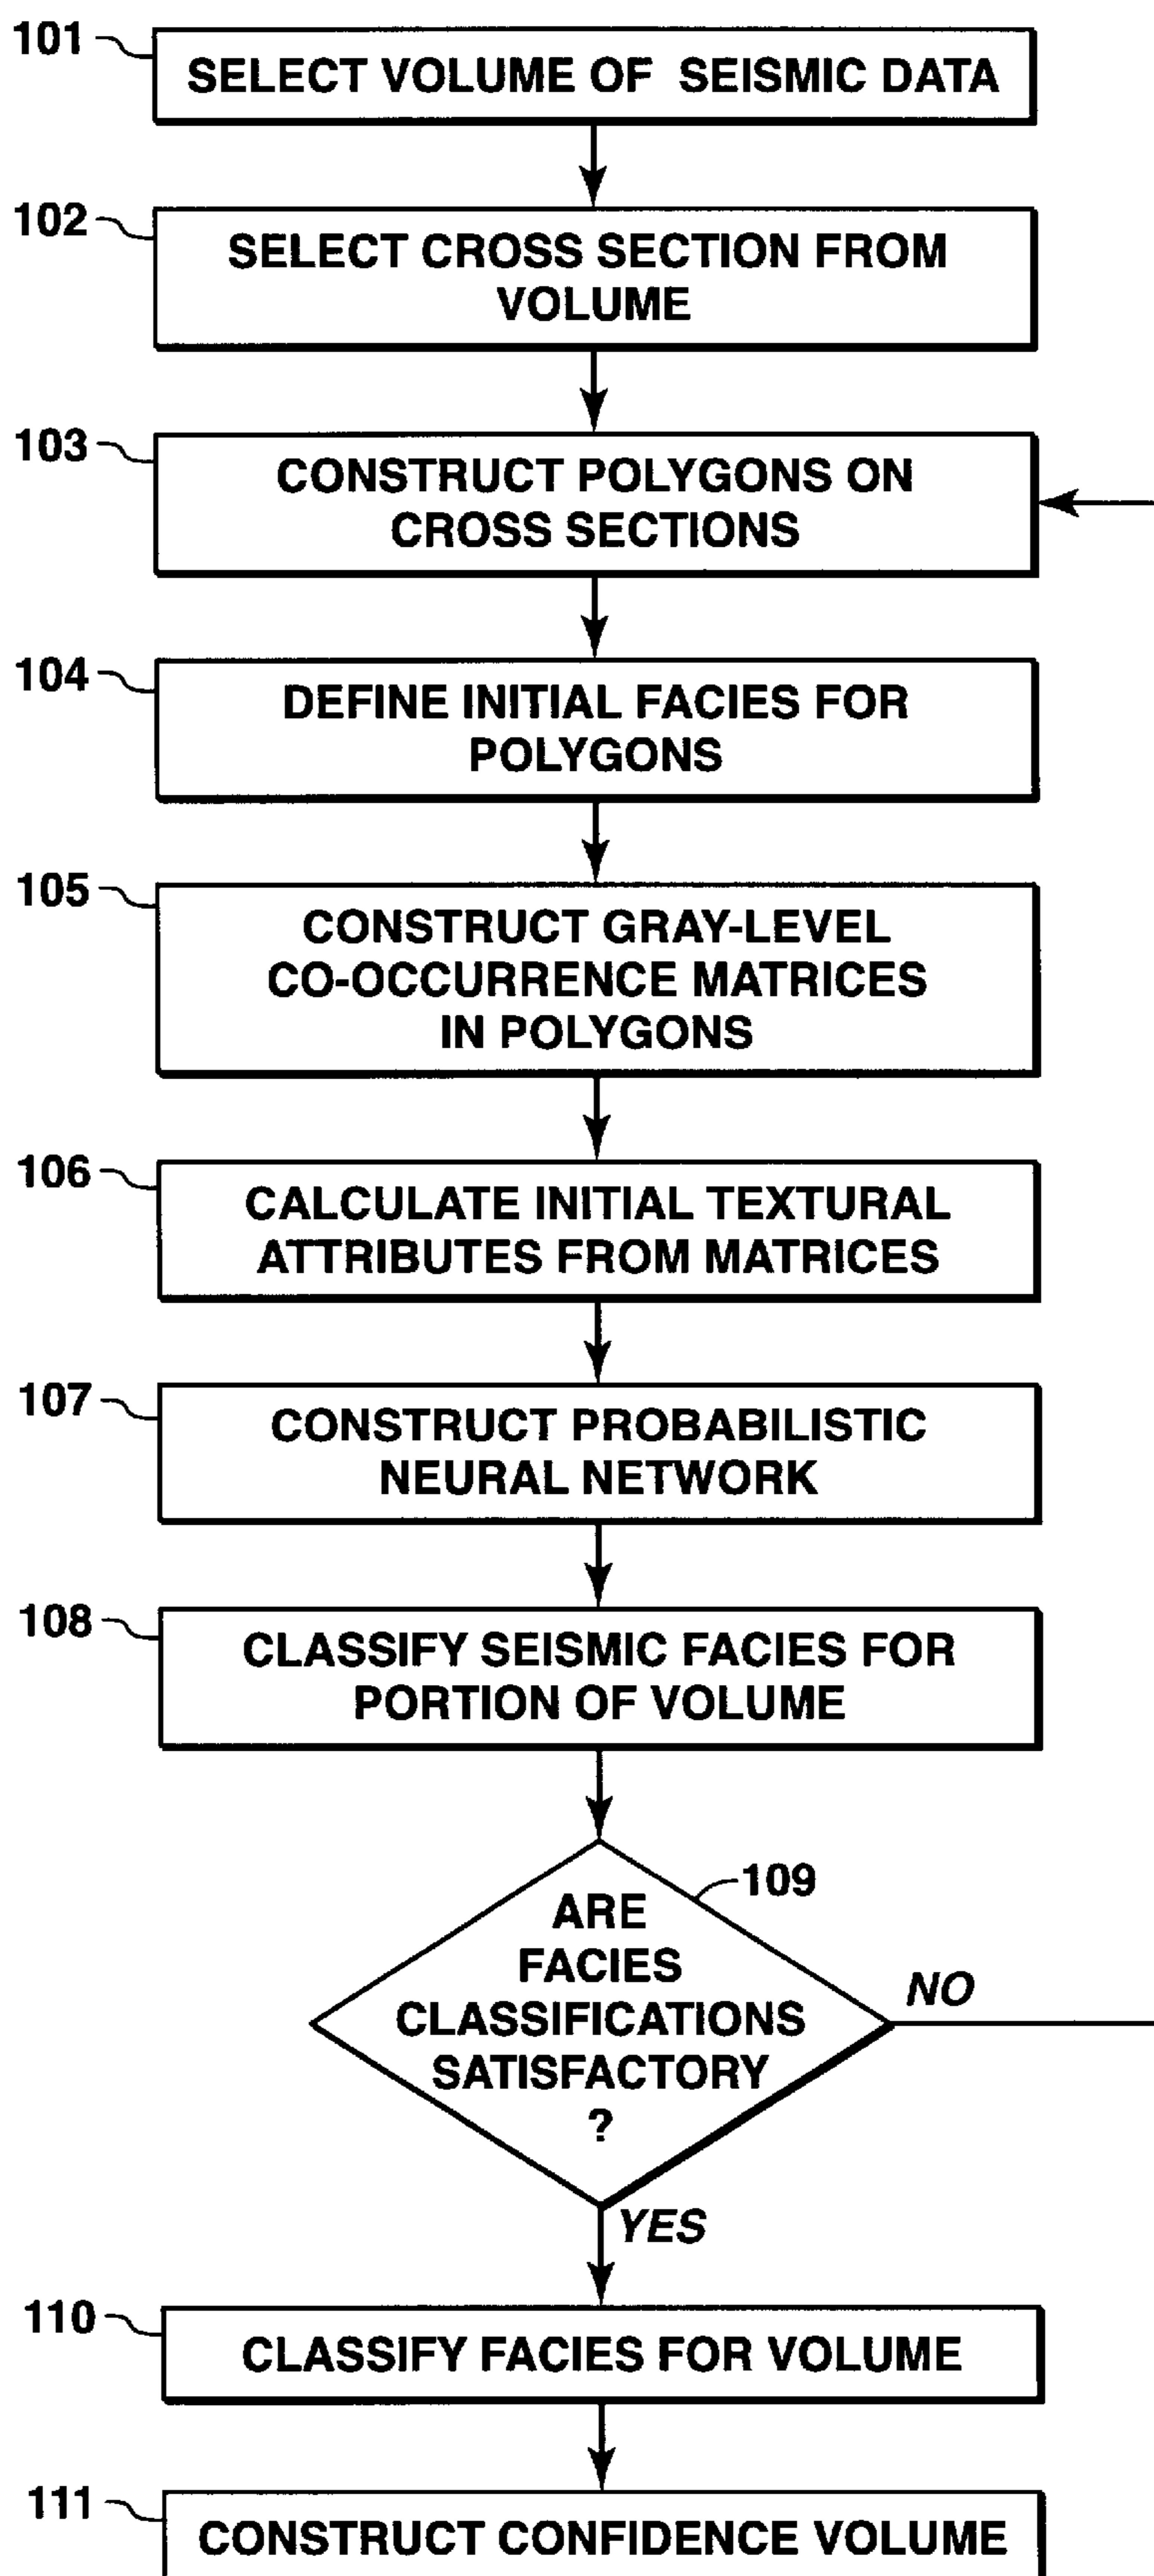 101
SELECT VOLUME OF SEISMIC DATA
102
SELECT CROSS SECTION FROM
VOLUME
103
CONSTRUCT POLYGONS ON
CROSS SECTIONS
104
DEFINE INITIAL FACIES FOR
POLYGONS
105
CONSTRUCT GRAY-LEVEL
CO-OCCURRENCE MATRICES
IN POLYGONS
106
CALCULATE INITIAL TEXTURAL
ATTRIBUTES FROM MATRICES
107
CONSTRUCT PROBABILISTIC
NEURAL NETWORK
108
CLASSIFY SEISMIC FACIES FOR
PORTION OF VOLUME
109
ARE
FACIES
CLASSIFICATIONS
SATISFACTORY
?
NO
YES
110
CLASSIFY FACIES FOR VOLUME
111
CONSTRUCT CONFIDENCE VOLUME